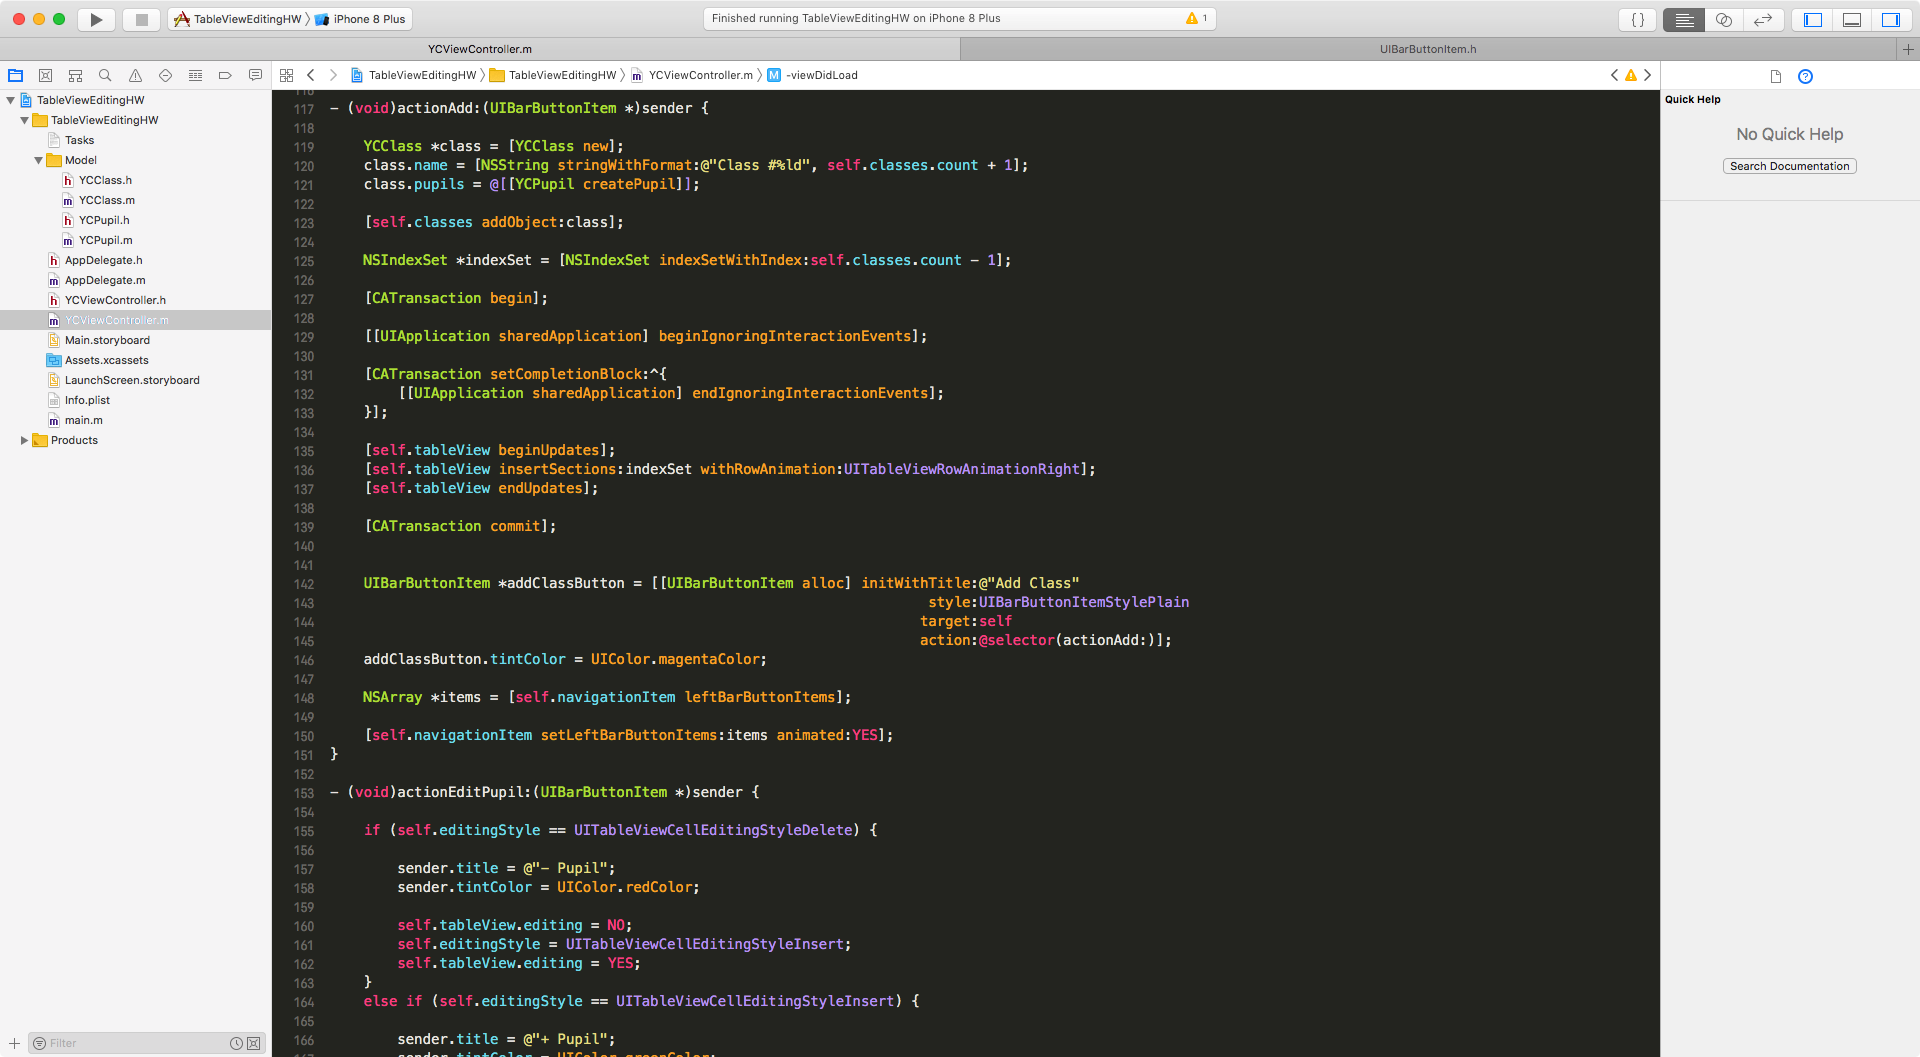 TableViewEditingHW 〉 iPhone 8 Plus
Finished running TableViewEditingHW on iPhone 8 Plus
1
{ }
YCViewController.m
UIBarButtonItem.h
TableViewEditingHW 〉 TableViewEditingHW 〉 YCViewController.m 〉 M -viewDidLoad
TableViewEditingHW
TableViewEditingHW
Tasks
Model
h YCClass.h
m YCClass.m
h YCPupil.h
m YCPupil.m
h AppDelegate.h
m AppDelegate.m
h YCViewController.h
m YCViewController.m
Main.storyboard
Assets.xcassets
LaunchScreen.storyboard
Info.plist
m main.m
Products
Filter
116
117 - (void)actionAdd:(UIBarButtonItem *)sender {
118
119 YCClass *class = [YCClass new];
120 class.name = [NSString stringWithFormat:@"Class #%ld", self.classes.count + 1];
121 class.pupils = @[[YCPupil createPupil]];
122
123 [self.classes addObject:class];
124
125 NSIndexSet *indexSet = [NSIndexSet indexSetWithIndex:self.classes.count - 1];
126
127 [CATransaction begin];
128
129 [[UIApplication sharedApplication] beginIgnoringInteractionEvents];
130
131 [CATransaction setCompletionBlock:^{
132 [[UIApplication sharedApplication] endIgnoringInteractionEvents];
133 }];
134
135 [self.tableView beginUpdates];
136 [self.tableView insertSections:indexSet withRowAnimation:UITableViewRowAnimationRight];
137 [self.tableView endUpdates];
138
139 [CATransaction commit];
140
141
142 UIBarButtonItem *addClassButton = [[UIBarButtonItem alloc] initWithTitle:@"Add Class"
143 style:UIBarButtonItemStylePlain
144 target:self
145 action:@selector(actionAdd:)];
146 addClassButton.tintColor = UIColor.magentaColor;
147
148 NSArray *items = [self.navigationItem leftBarButtonItems];
149
150 [self.navigationItem setLeftBarButtonItems:items animated:YES];
151 }
152
153 - (void)actionEditPupil:(UIBarButtonItem *)sender {
154
155 if (self.editingStyle == UITableViewCellEditingStyleDelete) {
156
157 sender.title = @"- Pupil";
158 sender.tintColor = UIColor.redColor;
159
160 self.tableView.editing = NO;
161 self.editingStyle = UITableViewCellEditingStyleInsert;
162 self.tableView.editing = YES;
163 }
164 else if (self.editingStyle == UITableViewCellEditingStyleInsert) {
165
166 sender.title = @"+ Pupil";
167 sender.tintColor = UIColor.greenColor;
Quick Help
No Quick Help
Search Documentation